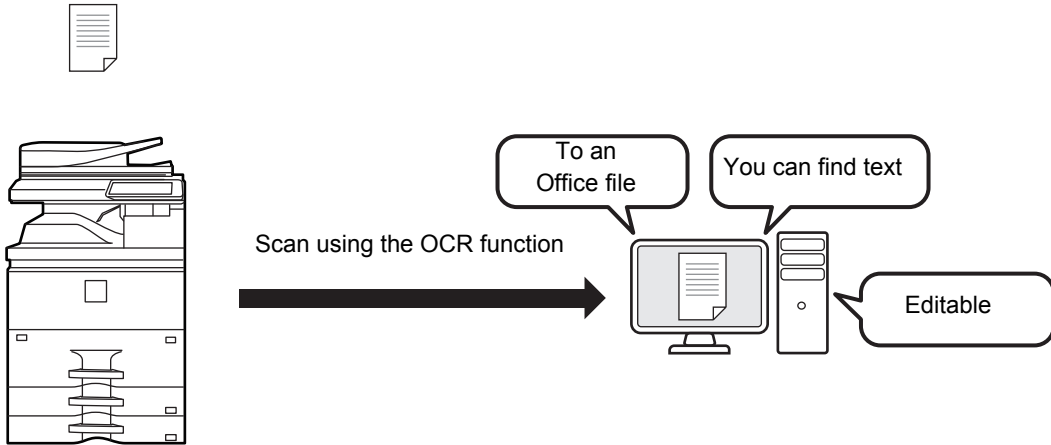 To an
Office file
You can find text
Scan using the OCR function
Editable